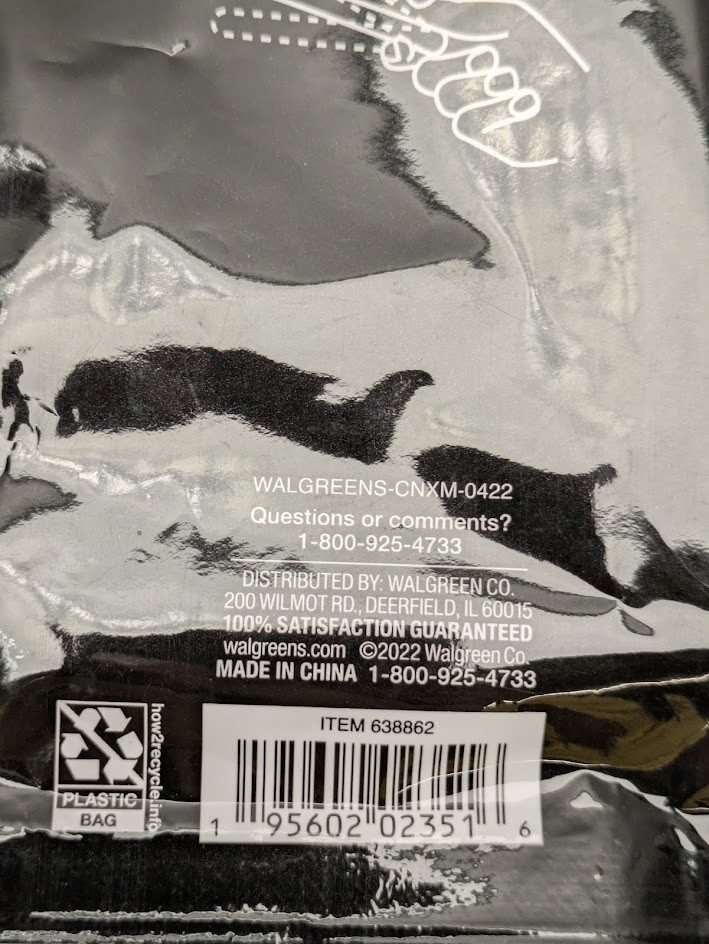 WALGREENS-CNXM-0422
Questions or comments?
1-800-925-4733
DISTRIBUTED BY: WALGREEN CO.
200 WILMOT RD., DEERFIELD, IL 60015
100% SATISFACTION GUARANTEED
walgreens.com ©2022 Walgreen Co.
MADE IN CHINA 1-800-925-4733
how2recycle.info
PLASTIC
BAG
ITEM 638862
1 95602 02351 6